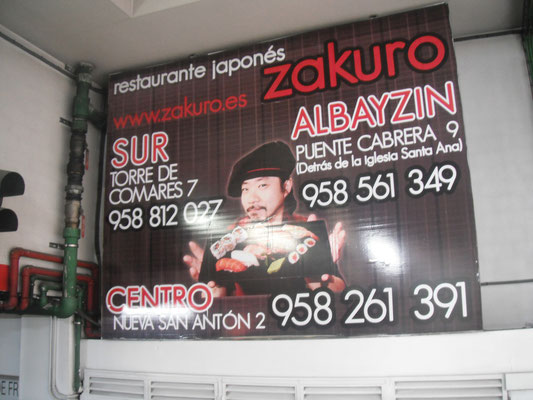 restaurante japonés
zakuro
www.zakuro.es
SUR
TORRE DE
COMARES 7
958 812 027
ALBAYZIN
PUENTE CABRERA 9,
(Detrás de la Iglesia Santa Ana)
958 561 349
CENTRO
NUEVA SAN ANTÓN 2
958 261 391